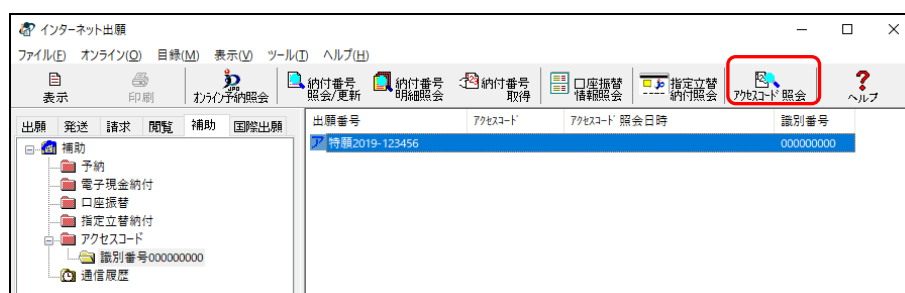 インターネット出願
ファイル(F) オンライン(O) 目録(M) 表示(V) ツール(T) ヘルプ(H)
表示 印刷 オンライン予納照会 納付番号照会/更新 納付番号明細照会 納付番号取得 口座振替情報照会 指定立替納付照会 アクセスコード照会 ヘルプ
出願 発送 請求 閲覧 補助 国際出願
出願番号 アクセスコード アクセスコード照会日時 識別番号
ア 特願2019-123456 000000000
補助
予納
電子現金納付
口座振替
指定立替納付
アクセスコード
識別番号000000000
通信履歴